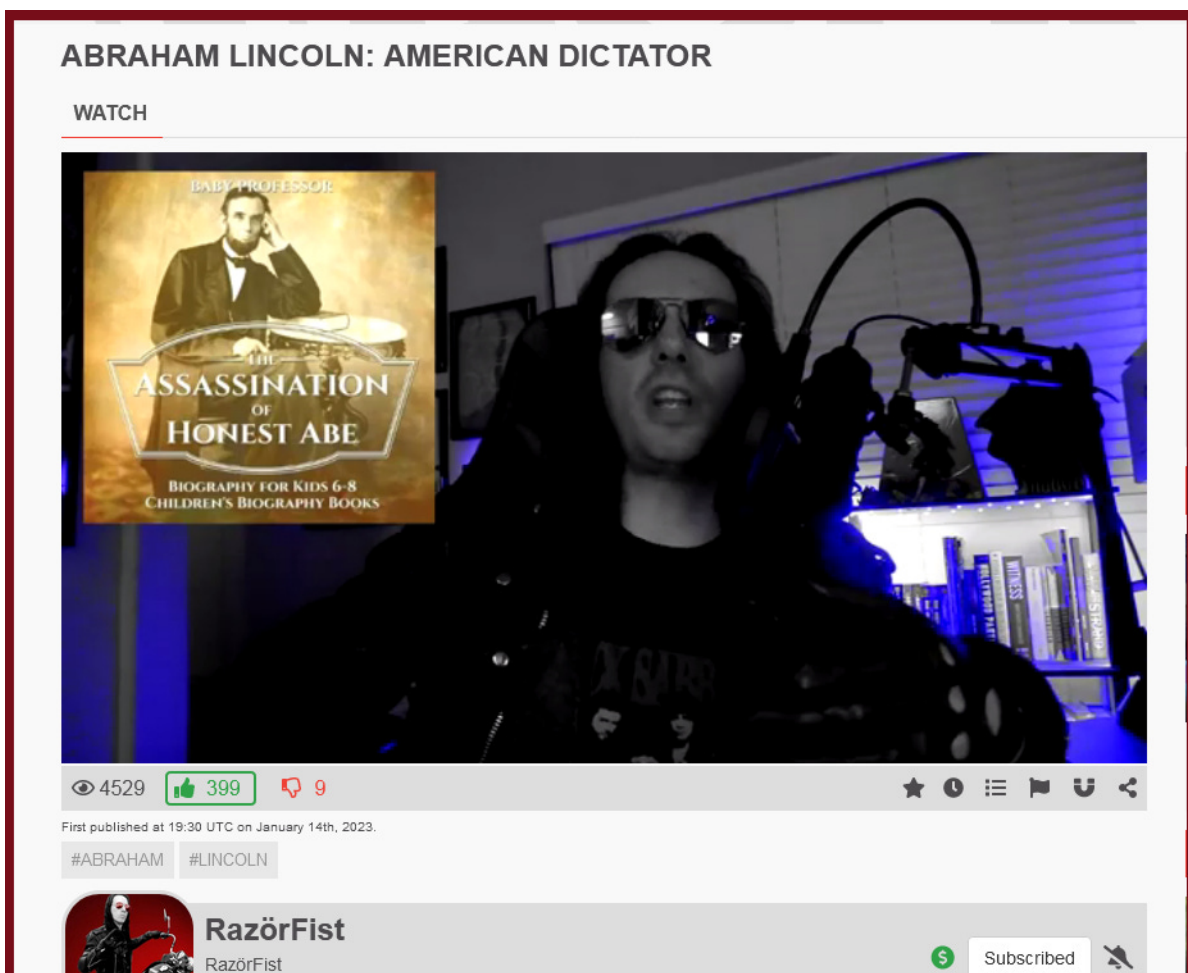 ABRAHAM LINCOLN: AMERICAN DICTATOR
WATCH
BABY PROFESSOR
THE
ASSASSINATION
OF
HONEST ABE
BIOGRAPHY FOR KIDS 6-8
CHILDREN'S BIOGRAPHY BOOKS
WITNESS
4529
399
9
First published at 19:30 UTC on January 14th, 2023.
#ABRAHAM #LINCOLN
RazörFist
RazörFist
Subscribed